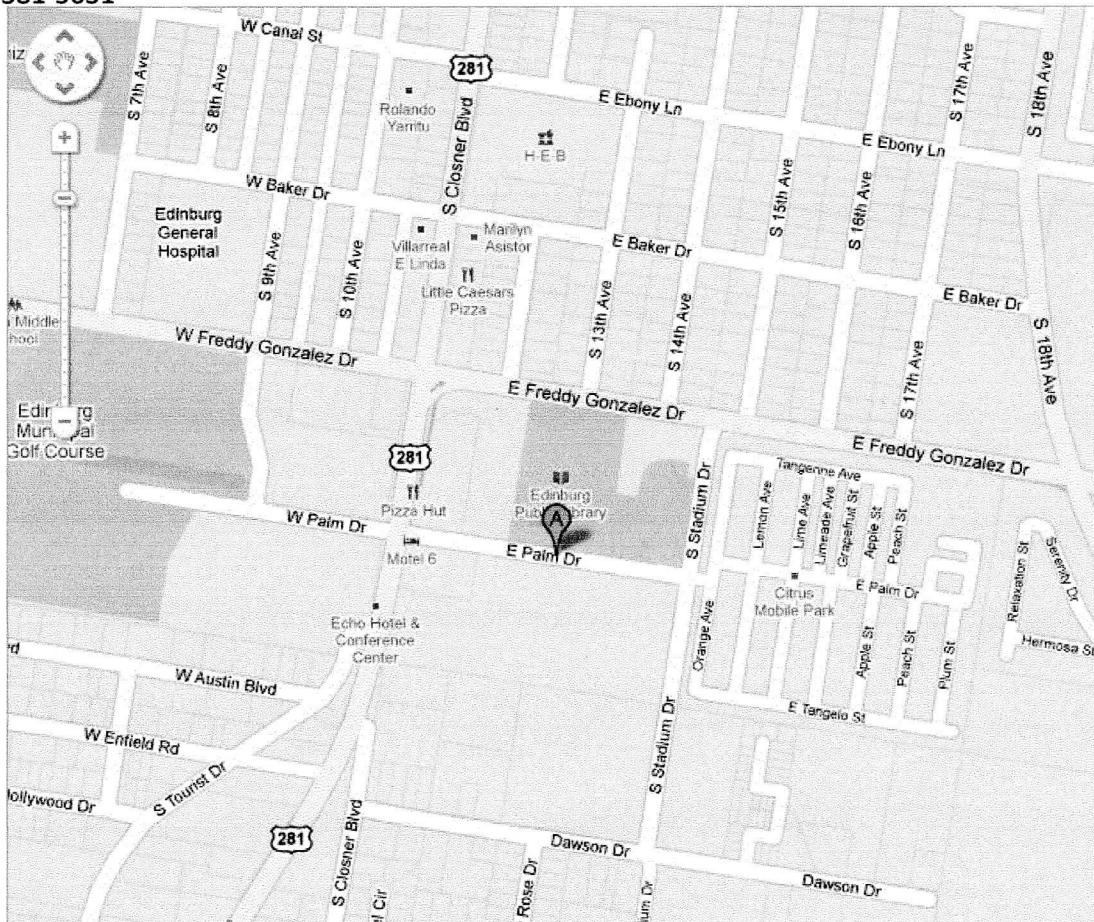 W Canal St
S 7th Ave
S 8th Ave
281
Rolando
Yarritu
S Closner Blvd
H-E-B
E Ebony Ln
S 17th Ave
S 18th Ave
E Ebony Ln
W Baker Dr
S 15th Ave
S 16th Ave
Edinburg
General
Hospital
Villarreal
E Linda
Marilyn
Asistor
E Baker Dr
Little Caesars
Pizza
S 9th Ave
S 10th Ave
S 13th Ave
S 14th Ave
E Baker Dr
Middle
W Freddy Gonzalez Dr
S 18th Ave
S 17th Ave
E Freddy Gonzalez Dr
E Freddy Gonzalez Dr
Golf Course
281
Tangerine Ave
Pizza Hut
Edinburg
A
W Palm Dr
E Palm Dr
Motel 6
S Stadium Dr
Lemon Ave
Lime Ave
Limeade Ave
Grapefruit St
Apple St
Peach St
Relaxation St
Serenity Dr
Citrus
Mobile Park
E Palm Dr
Echo Hotel &
Conference
Center
Orange Ave
Apple St
Peach St
Plum St
Hermosa St
W Austin Blvd
E Tangelo St
W Enfield Rd
S Tourist Dr
S Stadium Dr
281
S Closner Blvd
Dawson Dr
Rose Dr
Dawson Dr